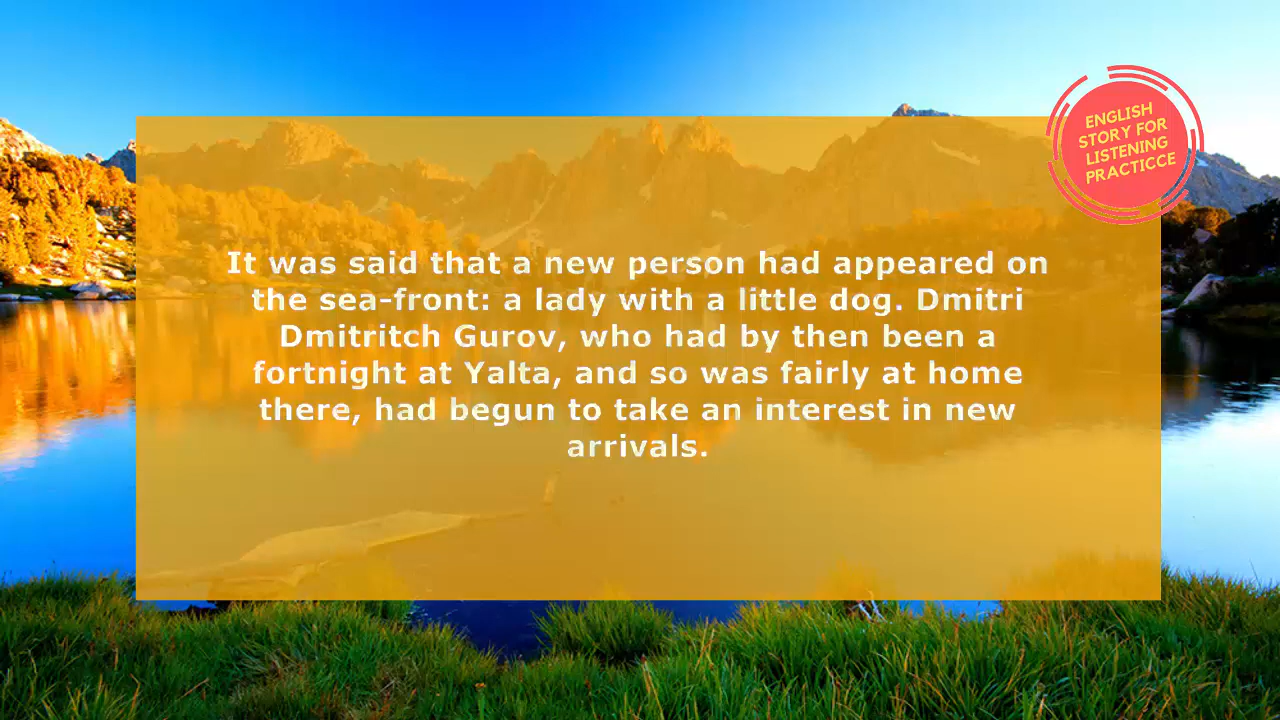 ENGLISH
STORY FOR
LISTENING
PRACTICCE
It was said that a new person had appeared on
the sea-front: a lady with a little dog. Dmitri
Dmitritch Gurov, who had by then been a
fortnight at Yalta, and so was fairly at home
there, had begun to take an interest in new
arrivals.